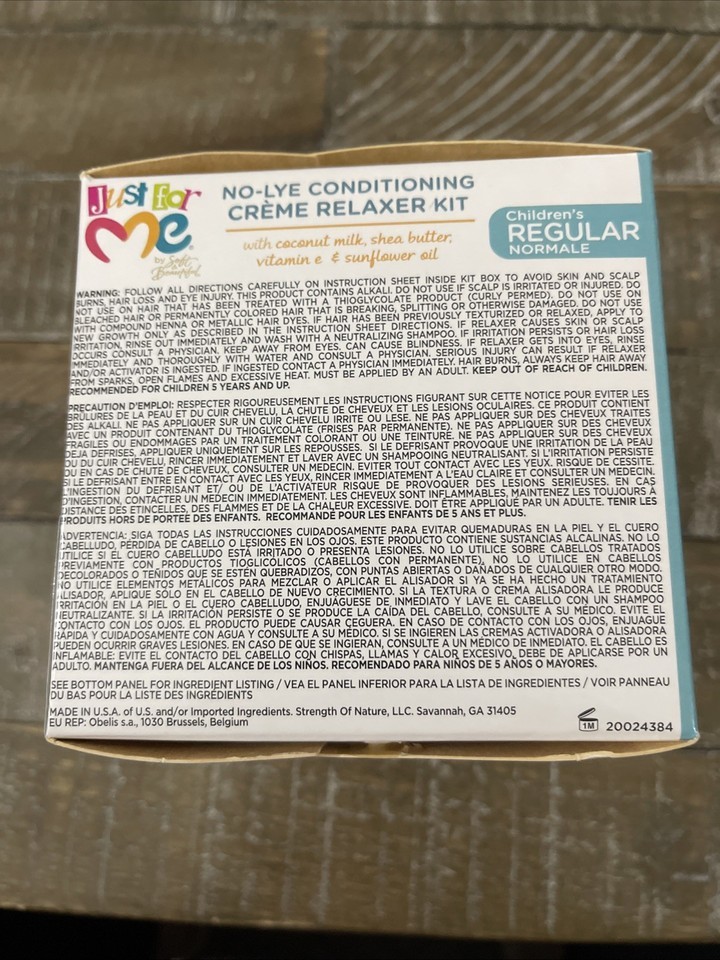 Just for
me®
by Soft & Beautiful
NO-LYE CONDITIONING
CRÈME RELAXER KIT
with coconut milk, shea butter,
vitamin e & sunflower oil
Children's
REGULAR
NORMALE
WARNING: FOLLOW ALL DIRECTIONS CAREFULLY ON INSTRUCTION SHEET INSIDE KIT BOX TO AVOID SKIN AND SCALP
BURNS, HAIR LOSS AND EYE INJURY. THIS PRODUCT CONTAINS ALKALI. DO NOT USE IF SCALP IS IRRITATED OR INJURED. DO
NOT USE ON HAIR THAT HAS BEEN TREATED WITH A THIOGLYCOLATE PRODUCT (CURLY PERMED). DO NOT USE ON
BLEACHED HAIR OR PERMANENTLY COLORED HAIR THAT IS BREAKING, SPLITTING OR OTHERWISE DAMAGED. DO NOT USE
WITH COMPOUND HENNA OR METALLIC HAIR DYES. IF HAIR HAS BEEN PREVIOUSLY TEXTURIZED OR RELAXED, APPLY TO
NEW GROWTH ONLY AS DESCRIBED IN THE INSTRUCTION SHEET DIRECTIONS. IF RELAXER CAUSES SKIN OR SCALP
IRRITATION, RINSE OUT IMMEDIATELY AND WASH WITH A NEUTRALIZING SHAMPOO. IF IRRITATION PERSISTS OR HAIR LOSS
OCCURS CONSULT A PHYSICIAN. KEEP AWAY FROM EYES. CAN CAUSE BLINDNESS. IF RELAXER GETS INTO EYES, RINSE
IMMEDIATELY AND THOROUGHLY WITH WATER AND CONSULT A PHYSICIAN. SERIOUS INJURY CAN RESULT IF RELAXER
AND/OR ACTIVATOR IS INGESTED. IF INGESTED CONTACT A PHYSICIAN IMMEDIATELY. HAIR BURNS, ALWAYS KEEP HAIR AWAY
FROM SPARKS, OPEN FLAMES AND EXCESSIVE HEAT. MUST BE APPLIED BY AN ADULT. KEEP OUT OF REACH OF CHILDREN.
RECOMMENDED FOR CHILDREN 5 YEARS AND UP.
PRECAUTION D'EMPLOI: RESPECTER RIGOUREUSEMENT LES INSTRUCTIONS FIGURANT SUR CETTE NOTICE POUR EVITER LES
BRÛLURES DE LA PEAU ET DU CUIR CHEVELU, LA CHUTE DE CHEVEUX ET LES LESIONS OCULAIRES. CE PRODUIT CONTIENT
DES ALKALI. NE PAS APPLIQUER SUR UN CUIR CHEVELU IRRITE OU LESE. NE PAS APPLIQUER SUR DES CHEVEUX TRAITES
AVEC UN PRODUIT CONTENANT DU THIOGLYCOLATE (FRISES PAR PERMANENTE). NE PAS APPLIQUER SUR DES CHEVEUX
FRAGILES OU ENDOMMAGES PAR UN TRAITEMENT COLORANT OU UNE TEINTURE. NE PAS APPLIQUER SUR DES CHEVEUX
DEJA DEFRISES, APPLIQUER UNIQUEMENT SUR LES REPOUSSES. SI LE DEFRISANT PROVOQUE UNE IRRITATION DE LA PEAU
OU DU CUIR CHEVELU, RINCER IMMEDIATEMENT ET LAVER AVEC UN SHAMPOOING NEUTRALISANT. SI L'IRRITATION PERSISTE
OU EN CAS DE CHUTE DE CHEVEUX, CONSULTER UN MEDECIN. EVITER TOUT CONTACT AVEC LES YEUX. RISQUE DE CESSITE.
SI LE DEFRISANT ENTRE EN CONTACT AVEC LES YEUX, RINCER IMMEDIATEMENT A L'EAU CLAIRE ET CONSULTER UN MEDECIN.
L'INGESTION DU DEFRISANT ET/ OU DE L'ACTIVATEUR RISQUE DE PROVOQUER DES LESIONS SERIEUSES. EN CAS
D'INGESTION, CONTACTER UN MÉDECIN IMMEDIATEMENT. LES CHEVEUX SONT INFLAMMABLES, MAINTENEZ LES TOUJOURS À
DISTANCE DES ETINCELLES, DES FLAMMES ET DE LA CHALEUR EXCESSIVE. DOIT ÊTRE APPLIQUÉ PAR UN ADULTE. TENIR LES
PRODUITS HORS DE PORTÉE DES ENFANTS. RECOMMANDÉ POUR LES ENFANTS DE 5 ANS ET PLUS.
ADVERTENCIA: SIGA TODAS LAS INSTRUCCIONES CUIDADOSAMENTE PARA EVITAR QUEMADURAS EN LA PIEL Y EL CUERO
CABELLUDO, PÉRDIDA DE CABELLO O LESIONES EN LOS OJOS. ESTE PRODUCTO CONTIENE SUSTANCIAS ALCALINAS. NO LO
UTILICE SI EL CUERO CABELLUDO ESTÁ IRRITADO O PRESENTA LESIONES. NO LO UTILICE SOBRE CABELLOS TRATADOS
PREVIAMENTE CON PRODUCTOS TIOGLICÓLICOS (CABELLOS CON PERMANENTE), NO LO UTILICE EN CABELLOS
DECOLORADOS O TEÑIDOS QUE SE ESTÉN QUEBRADIZOS, CON PUNTAS ABIERTAS O DAÑADOS DE CUALQUIER OTRO MODO.
NO UTILICE ELEMENTOS METÁLICOS PARA MEZCLAR O APLICAR EL ALISADOR SI YA SE HA HECHO UN TRATAMIENTO
ALISADOR, APLIQUE SÓLO EN EL CABELLO DE NUEVO CRECIMIENTO. SI LA TEXTURA O CREMA ALISADORA LE PRODUCE
IRRITACIÓN EN LA PIEL O EL CUERO CABELLUDO, ENJUÁGUESE DE INMEDIATO Y LAVE EL CABELLO CON UN SHAMPOO
NEUTRALIZANTE. SI LA IRRITACIÓN PERSISTE O SE PRODUCE LA CAÍDA DEL CABELLO, CONSULTE A SU MÉDICO. EVITE EL
CONTACTO CON LOS OJOS. EL PRODUCTO PUEDE CAUSAR ÇEGUERA. EN CASO DE CONTACTO CON LOS OJOS, ENJUAGUE
RÁPIDA Y CUIDADOSAMENTE CON AGUA Y CONSULTE A SU MÉDICO. SI SE INGIEREN LAS CREMAS ACTIVADORA O ALISADORA
PUEDEN OCURRIR GRAVES LESIONES. EN CASO DE QUE SE INGIERAN, CONSULTE A UN MÉDICO DE INMEDIATO. EL CABELLO ES
INFLAMABLE: EVITE EL CONTACTO DEL CABELLO CON CHISPAS, LLAMAS Y CALOR EXCESIVO, DEBE DE APLICARSE POR UN
ADULTO. MANTENGA FUERA DEL ALCANCE DE LOS NIÑOS. RECOMENDADO PARA NIÑOS DE 5 AÑOS O MAYORES.
SEE BOTTOM PANEL FOR INGREDIENT LISTING / VEA EL PANEL INFERIOR PARA LA LISTA DE INGREDIENTES / VOIR PANNEAU
DU BAS POUR LA LISTE DES INGRÉDIENTS
MADE IN U.S.A. of U.S. and/or Imported Ingredients. Strength Of Nature, LLC. Savannah, GA 31405
EU REP: Obelis s.a., 1030 Brussels, Belgium
1M 20024384